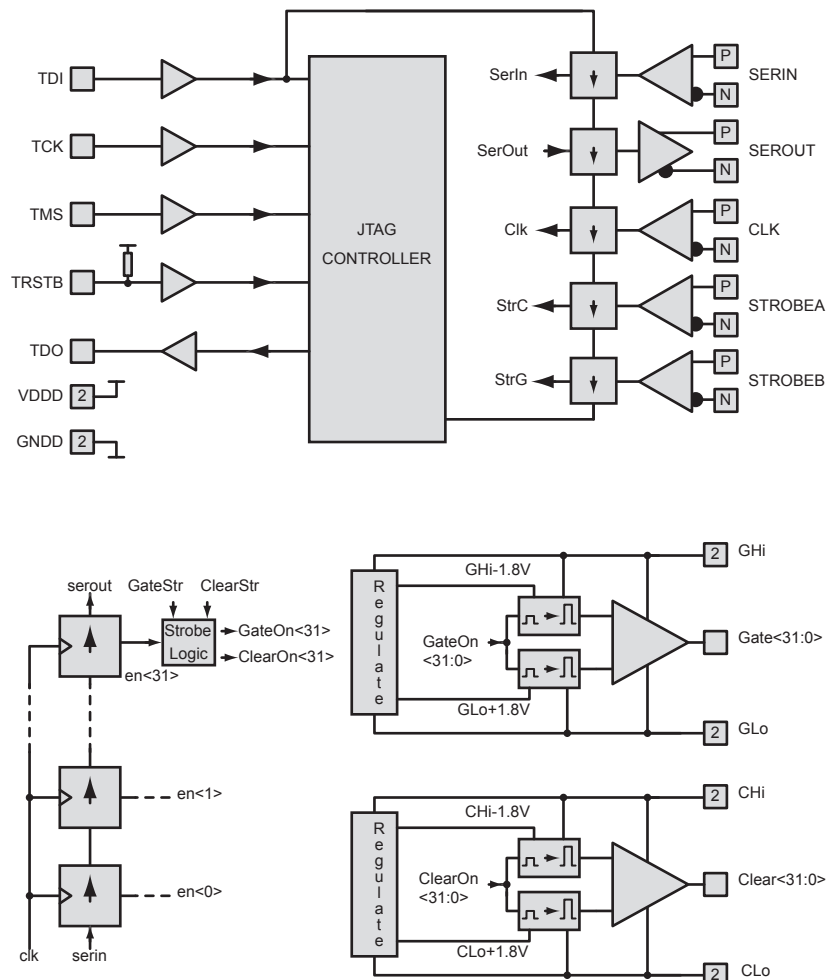 TDI
TCK
TMS
TRSTB
TDO
VDDD 2
GNDD 2
JTAG
CONTROLLER
SerIn
P
N
SERIN
SerOut
P
N
SEROUT
Clk
P
N
CLK
StrC
P
N
STROBEA
StrG
P
N
STROBEB
serout
GateStr
ClearStr
Strobe
Logic
GateOn<31>
ClearOn<31>
en<31>
en<1>
en<0>
clk
serin
Regulate
GHi-1.8V
GateOn
<31:0>
GLo+1.8V
2 GHi
Gate<31:0>
2 GLo
Regulate
CHi-1.8V
ClearOn
<31:0>
CLo+1.8V
2 CHi
Clear<31:0>
2 CLo